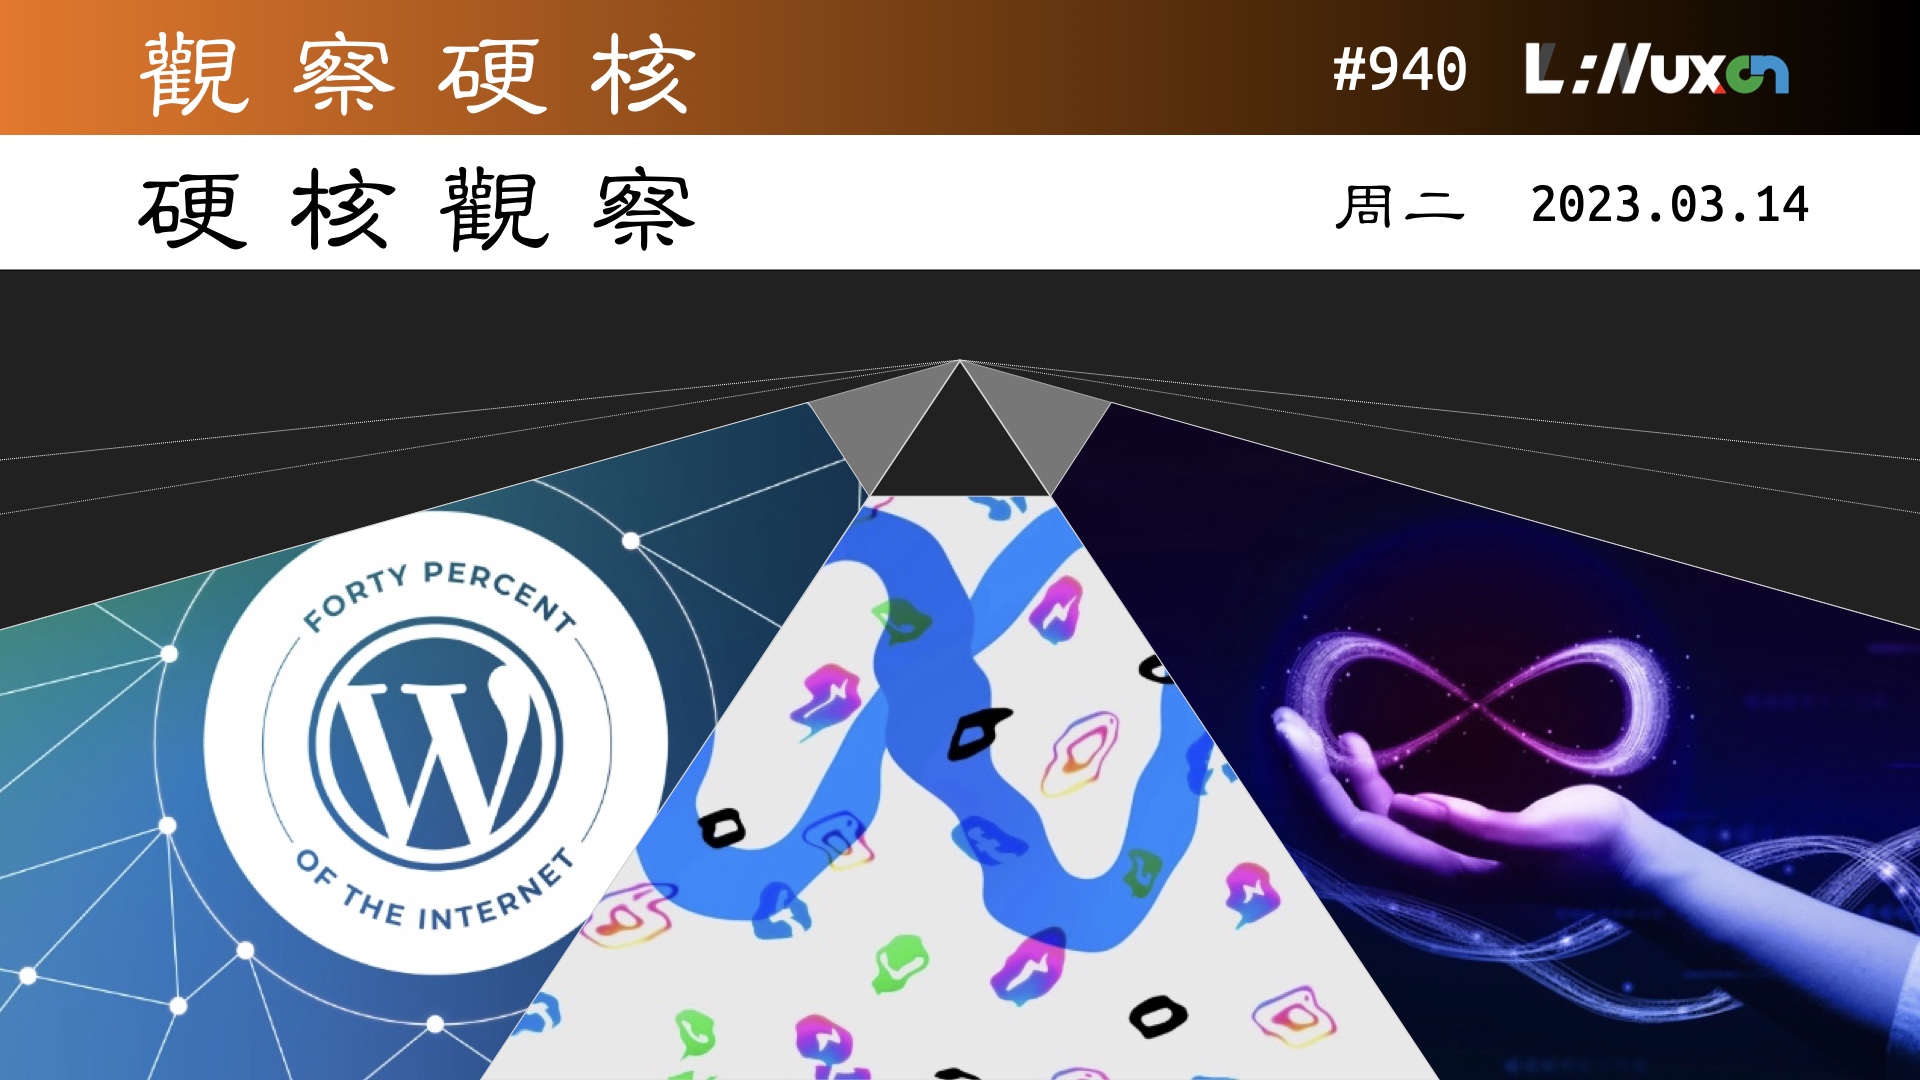 觀察硬核
#940
L://uxcn
硬核觀察
周二 2023.03.14
FORTY PERCENT
W
OF THE INTERNET